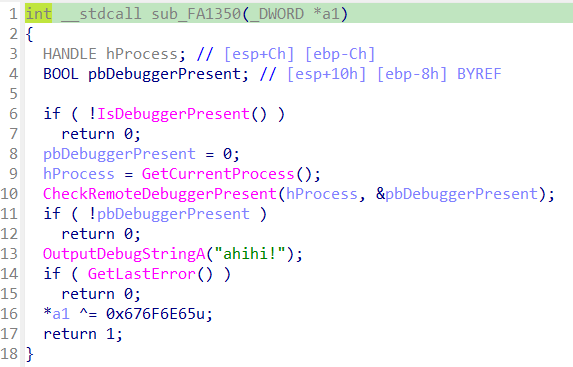 1 int __stdcall sub_FA1350(_DWORD *a1)
2 {
3   HANDLE hProcess; // [esp+Ch] [ebp-Ch]
4   BOOL pbDebuggerPresent; // [esp+10h] [ebp-8h] BYREF
5
6   if ( !IsDebuggerPresent() )
7     return 0;
8   pbDebuggerPresent = 0;
9   hProcess = GetCurrentProcess();
10   CheckRemoteDebuggerPresent(hProcess, &pbDebuggerPresent);
11   if ( !pbDebuggerPresent )
12     return 0;
13   OutputDebugStringA("ahihi!");
14   if ( GetLastError() )
15     return 0;
16   *a1 ^= 0x676F6E65u;
17   return 1;
18 }